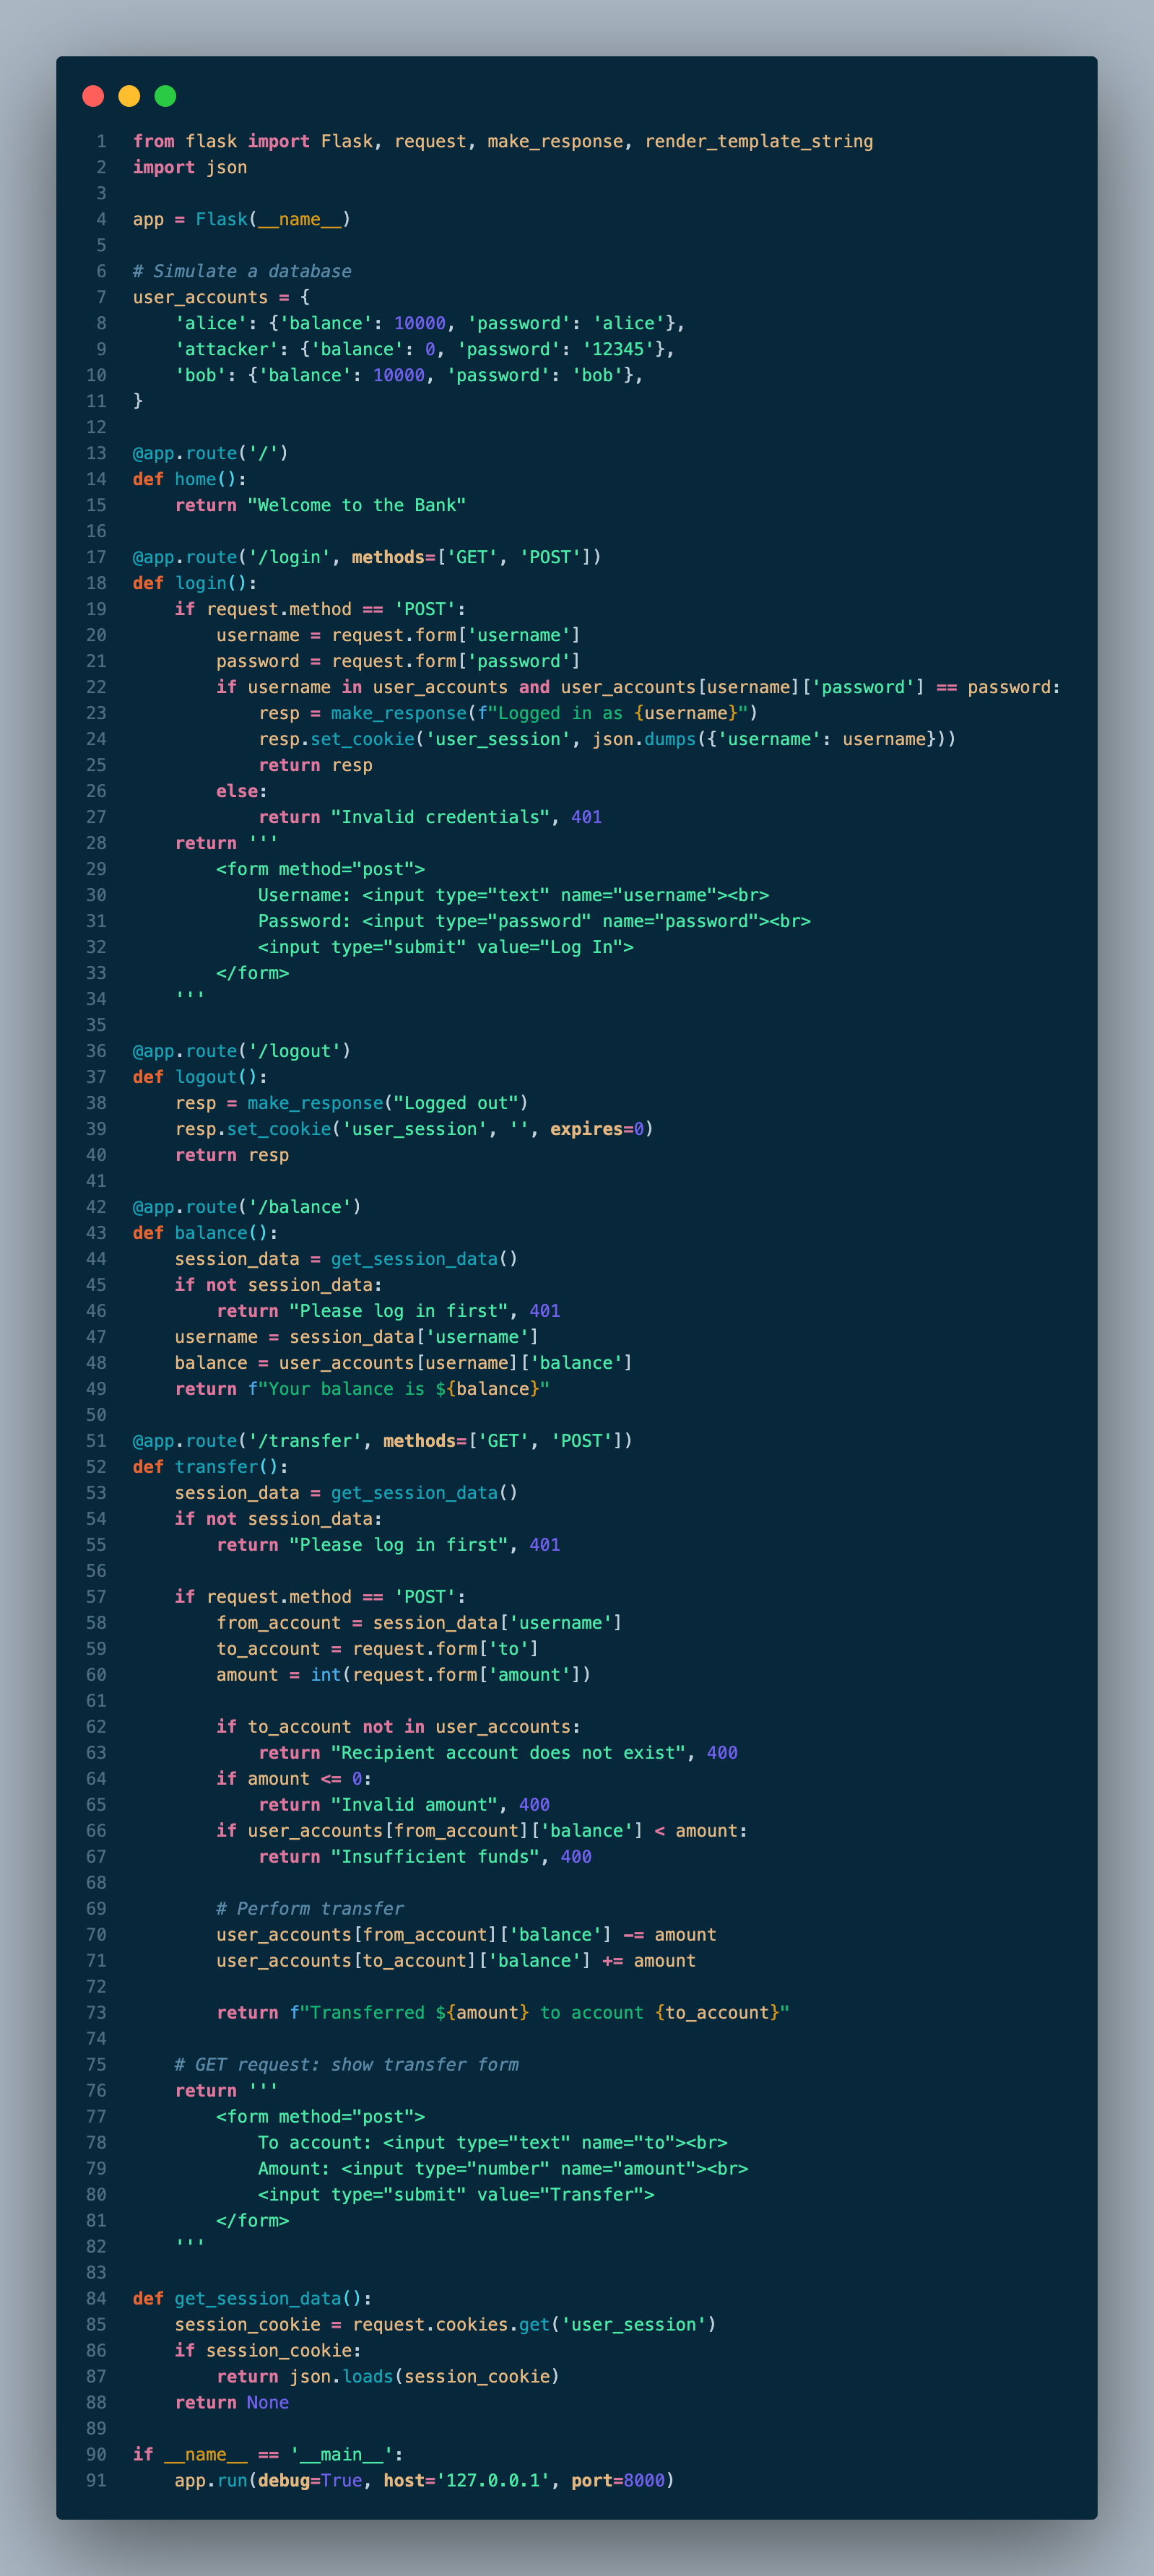 1 from flask import Flask, request, make_response, render_template_string
2 import json
3
4 app = Flask(__name__)
5
6 # Simulate a database
7 user_accounts = {
8     'alice': {'balance': 10000, 'password': 'alice'},
9     'attacker': {'balance': 0, 'password': '12345'},
10     'bob': {'balance': 10000, 'password': 'bob'},
11 }
12
13 @app.route('/')
14 def home():
15     return "Welcome to the Bank"
16
17 @app.route('/login', methods=['GET', 'POST'])
18 def login():
19     if request.method == 'POST':
20         username = request.form['username']
21         password = request.form['password']
22         if username in user_accounts and user_accounts[username]['password'] == password:
23             resp = make_response(f"Logged in as {username}")
24             resp.set_cookie('user_session', json.dumps({'username': username}))
25             return resp
26         else:
27             return "Invalid credentials", 401
28     return '''
29         <form method="post">
30             Username: <input type="text" name="username"><br>
31             Password: <input type="password" name="password"><br>
32             <input type="submit" value="Log In">
33         </form>
34     '''
35
36 @app.route('/logout')
37 def logout():
38     resp = make_response("Logged out")
39     resp.set_cookie('user_session', '', expires=0)
40     return resp
41
42 @app.route('/balance')
43 def balance():
44     session_data = get_session_data()
45     if not session_data:
46         return "Please log in first", 401
47     username = session_data['username']
48     balance = user_accounts[username]['balance']
49     return f"Your balance is ${balance}"
50
51 @app.route('/transfer', methods=['GET', 'POST'])
52 def transfer():
53     session_data = get_session_data()
54     if not session_data:
55         return "Please log in first", 401
56
57     if request.method == 'POST':
58         from_account = session_data['username']
59         to_account = request.form['to']
60         amount = int(request.form['amount'])
61
62         if to_account not in user_accounts:
63             return "Recipient account does not exist", 400
64         if amount <= 0:
65             return "Invalid amount", 400
66         if user_accounts[from_account]['balance'] < amount:
67             return "Insufficient funds", 400
68
69         # Perform transfer
70         user_accounts[from_account]['balance'] -= amount
71         user_accounts[to_account]['balance'] += amount
72
73         return f"Transferred ${amount} to account {to_account}"
74
75     # GET request: show transfer form
76     return '''
77         <form method="post">
78             To account: <input type="text" name="to"><br>
79             Amount: <input type="number" name="amount"><br>
80             <input type="submit" value="Transfer">
81         </form>
82     '''
83
84 def get_session_data():
85     session_cookie = request.cookies.get('user_session')
86     if session_cookie:
87         return json.loads(session_cookie)
88     return None
89
90 if __name__ == '__main__':
91     app.run(debug=True, host='127.0.0.1', port=8000)